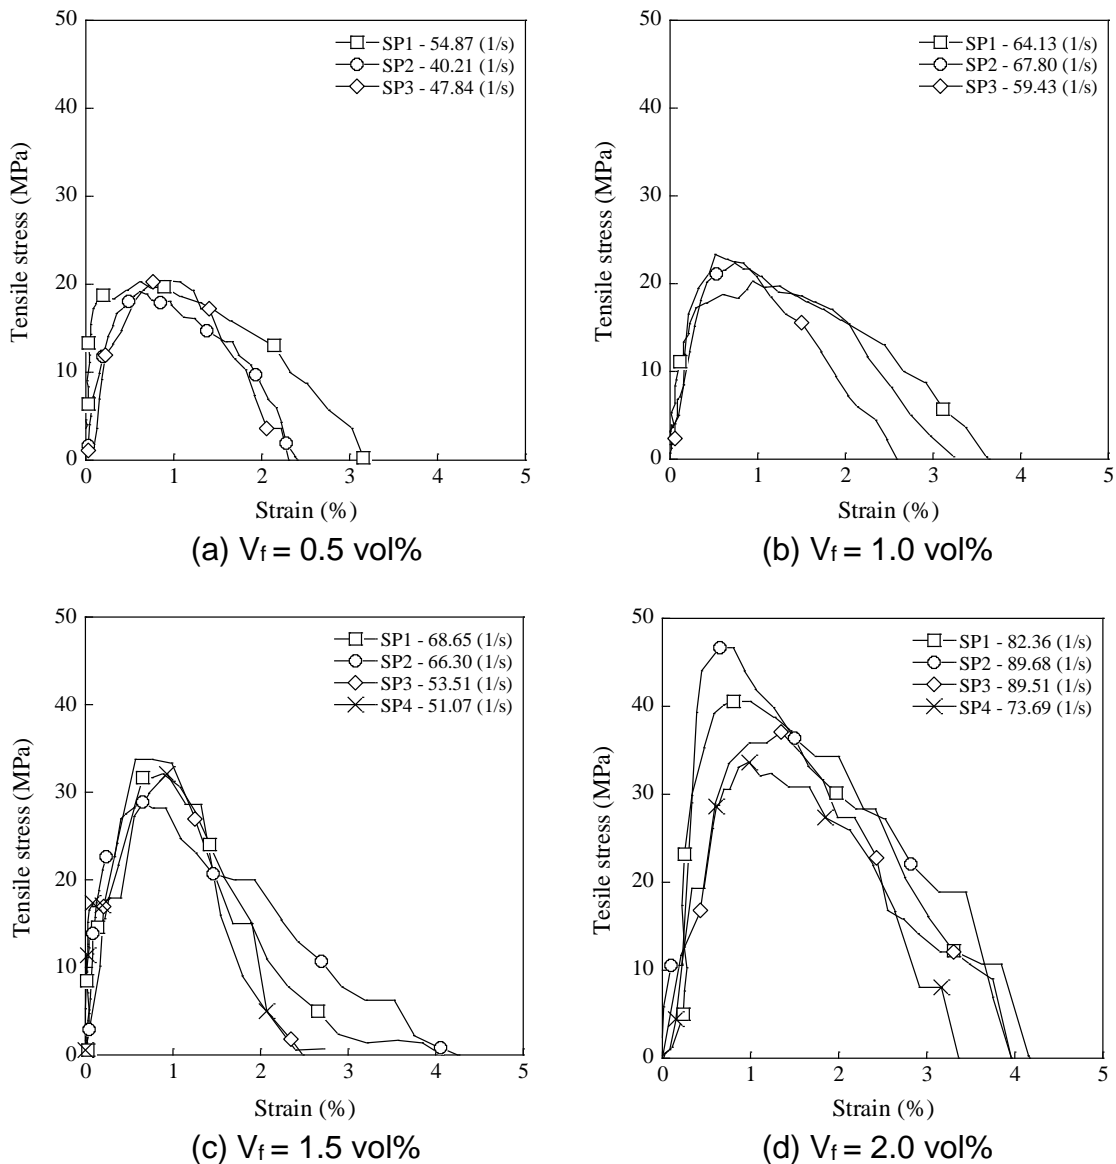 50
40
30
20
10
0
Tensile stress (MPa)
SP1 - 54.87 (1/s)
SP2 - 40.21 (1/s)
SP3 - 47.84 (1/s)
0 1 2 3 4 5
Strain (%)
(a) Vf = 0.5 vol%
50
40
30
20
10
0
Tensile stress (MPa)
SP1 - 64.13 (1/s)
SP2 - 67.80 (1/s)
SP3 - 59.43 (1/s)
0 1 2 3 4 5
Strain (%)
(b) Vf = 1.0 vol%
50
40
30
20
10
0
Tensile stress (MPa)
SP1 - 68.65 (1/s)
SP2 - 66.30 (1/s)
SP3 - 53.51 (1/s)
SP4 - 51.07 (1/s)
0 1 2 3 4 5
Strain (%)
(c) Vf = 1.5 vol%
50
40
30
20
10
0
Tesile stress (MPa)
SP1 - 82.36 (1/s)
SP2 - 89.68 (1/s)
SP3 - 89.51 (1/s)
SP4 - 73.69 (1/s)
0 1 2 3 4 5
Strain (%)
(d) Vf = 2.0 vol%